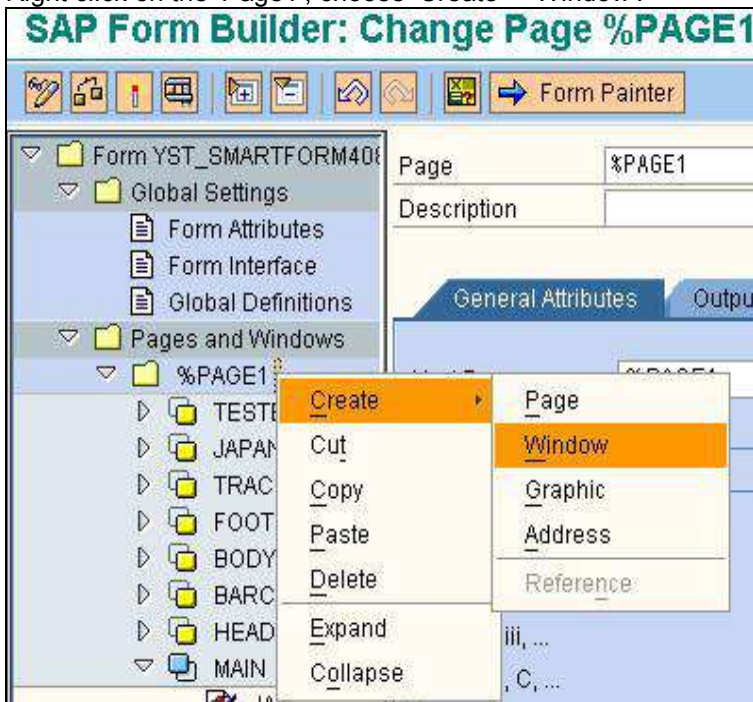 Right click on the 'Page1', choose 'Create' - 'Window'.
SAP Form Builder: Change Page %PAGE1
Form Painter
Form YST_SMARTFORM40
Page
%PAGE1
Global Settings
Description
Form Attributes
Form Interface
Global Definitions
General Attributes
Outpu
Pages and Windows
%PAGE1
%PAGE1
Create
Page
Cut
Window
Copy
Graphic
Paste
Address
Delete
Reference
Expand
Collapse
TESTE
JAPAN
TRAC
FOOT
BODY
BARC
HEAD
MAIN
iii, ...
, C, ...